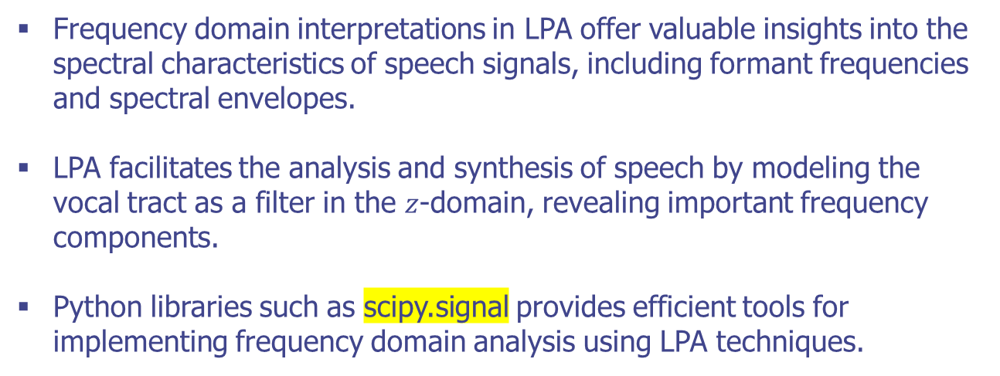 ▪ Frequency domain interpretations in LPA offer valuable insights into the
spectral characteristics of speech signals, including formant frequencies
and spectral envelopes.
▪ LPA facilitates the analysis and synthesis of speech by modeling the
vocal tract as a filter in the z-domain, revealing important frequency
components.
▪ Python libraries such as scipy.signal provides efficient tools for
implementing frequency domain analysis using LPA techniques.